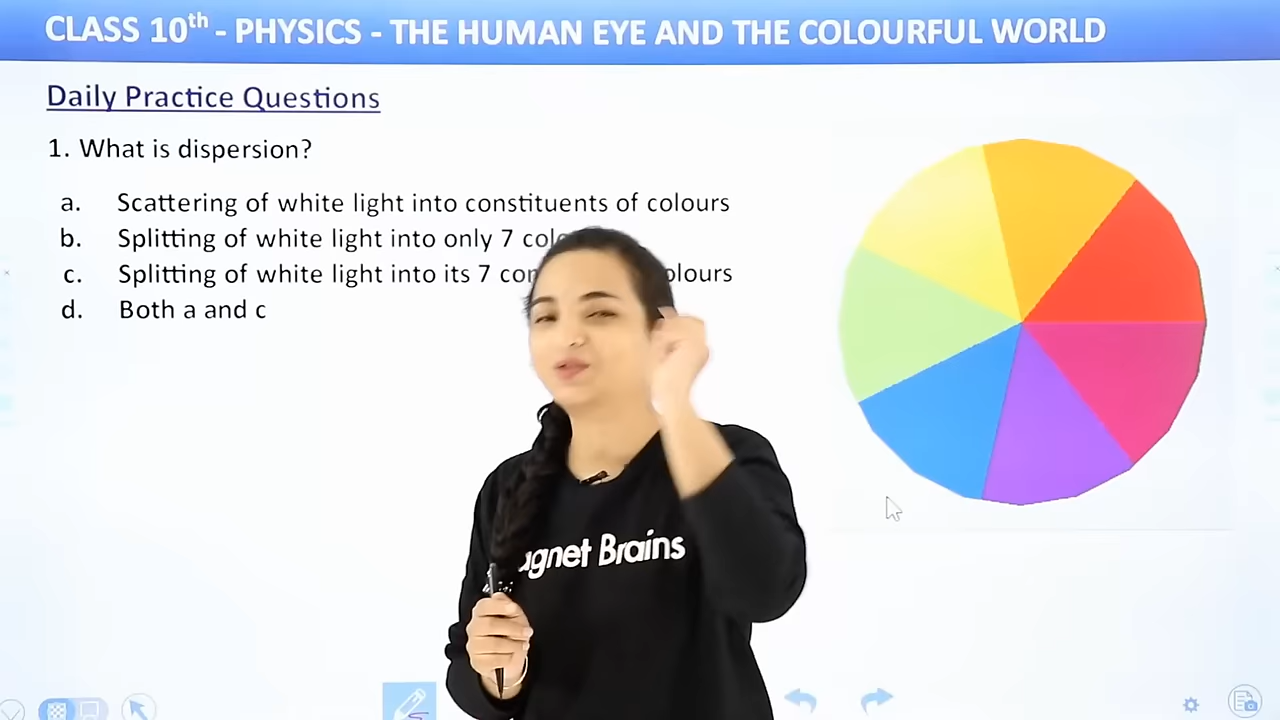 CLASS 10th - PHYSICS - THE HUMAN EYE AND THE COLOURFUL WORLD
Daily Practice Questions
1. What is dispersion?
a. Scattering of white light into constituents of colours
b. Splitting of white light into only 7
c. Splitting of white light into its 7
d. Both a and c
Brains